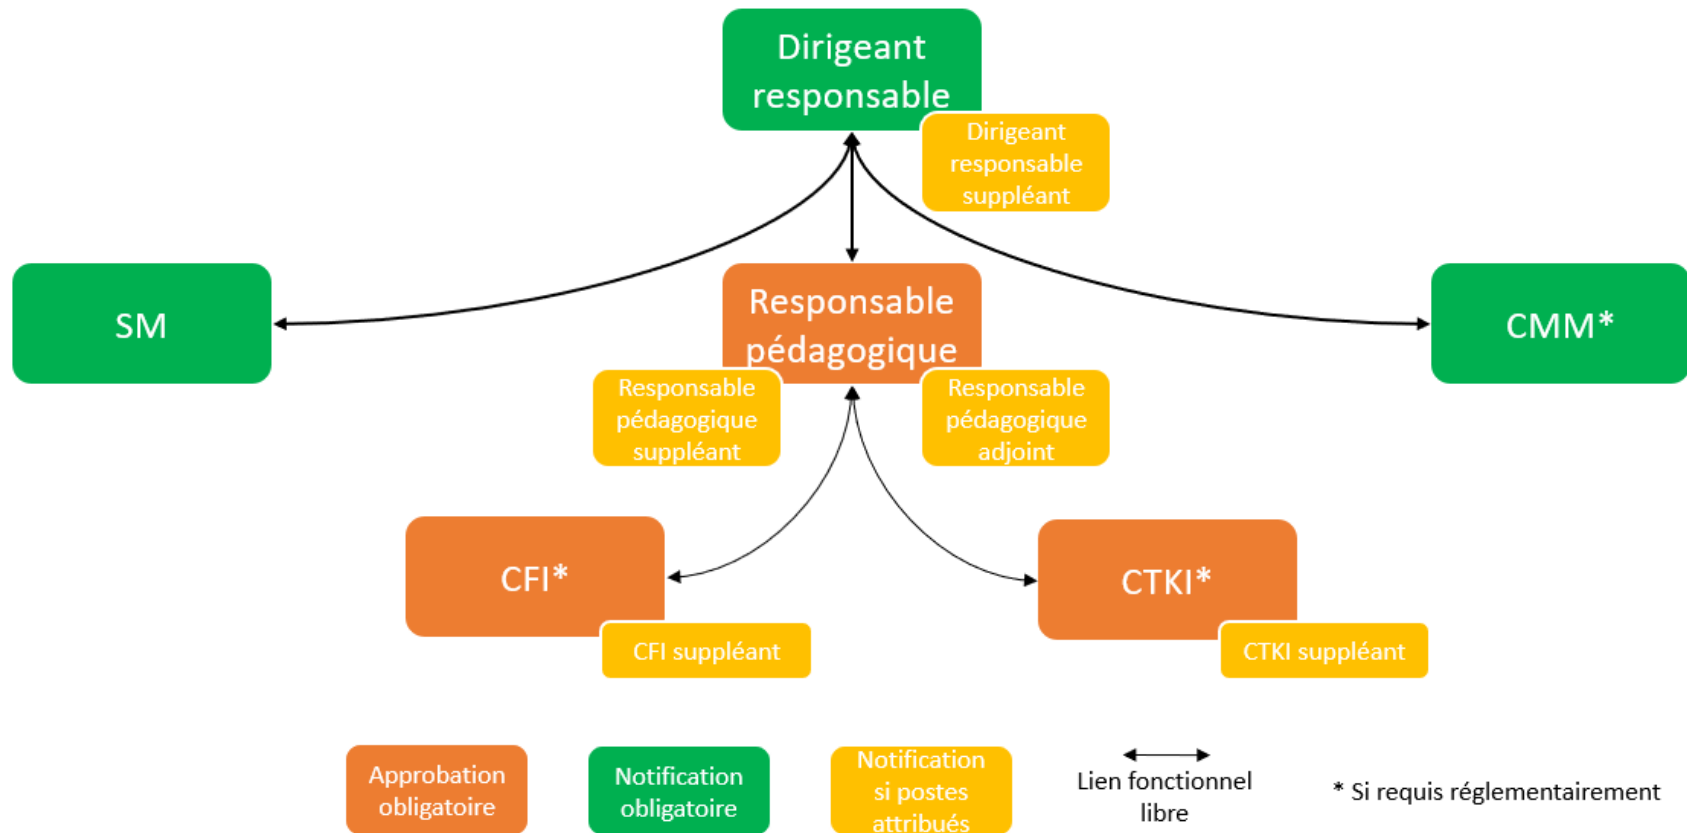 Dirigeant
responsable
Dirigeant
responsable
suppléant
SM
Responsable
pédagogique
CMM*
Responsable
pédagogique
suppléant
Responsable
pédagogique
adjoint
CFI*
CTKI*
CFI suppléant
CTKI suppléant
Approbation
obligatoire
Notification
obligatoire
Notification
si postes
attribués
Lien fonctionnel
libre
* Si requis réglementairement